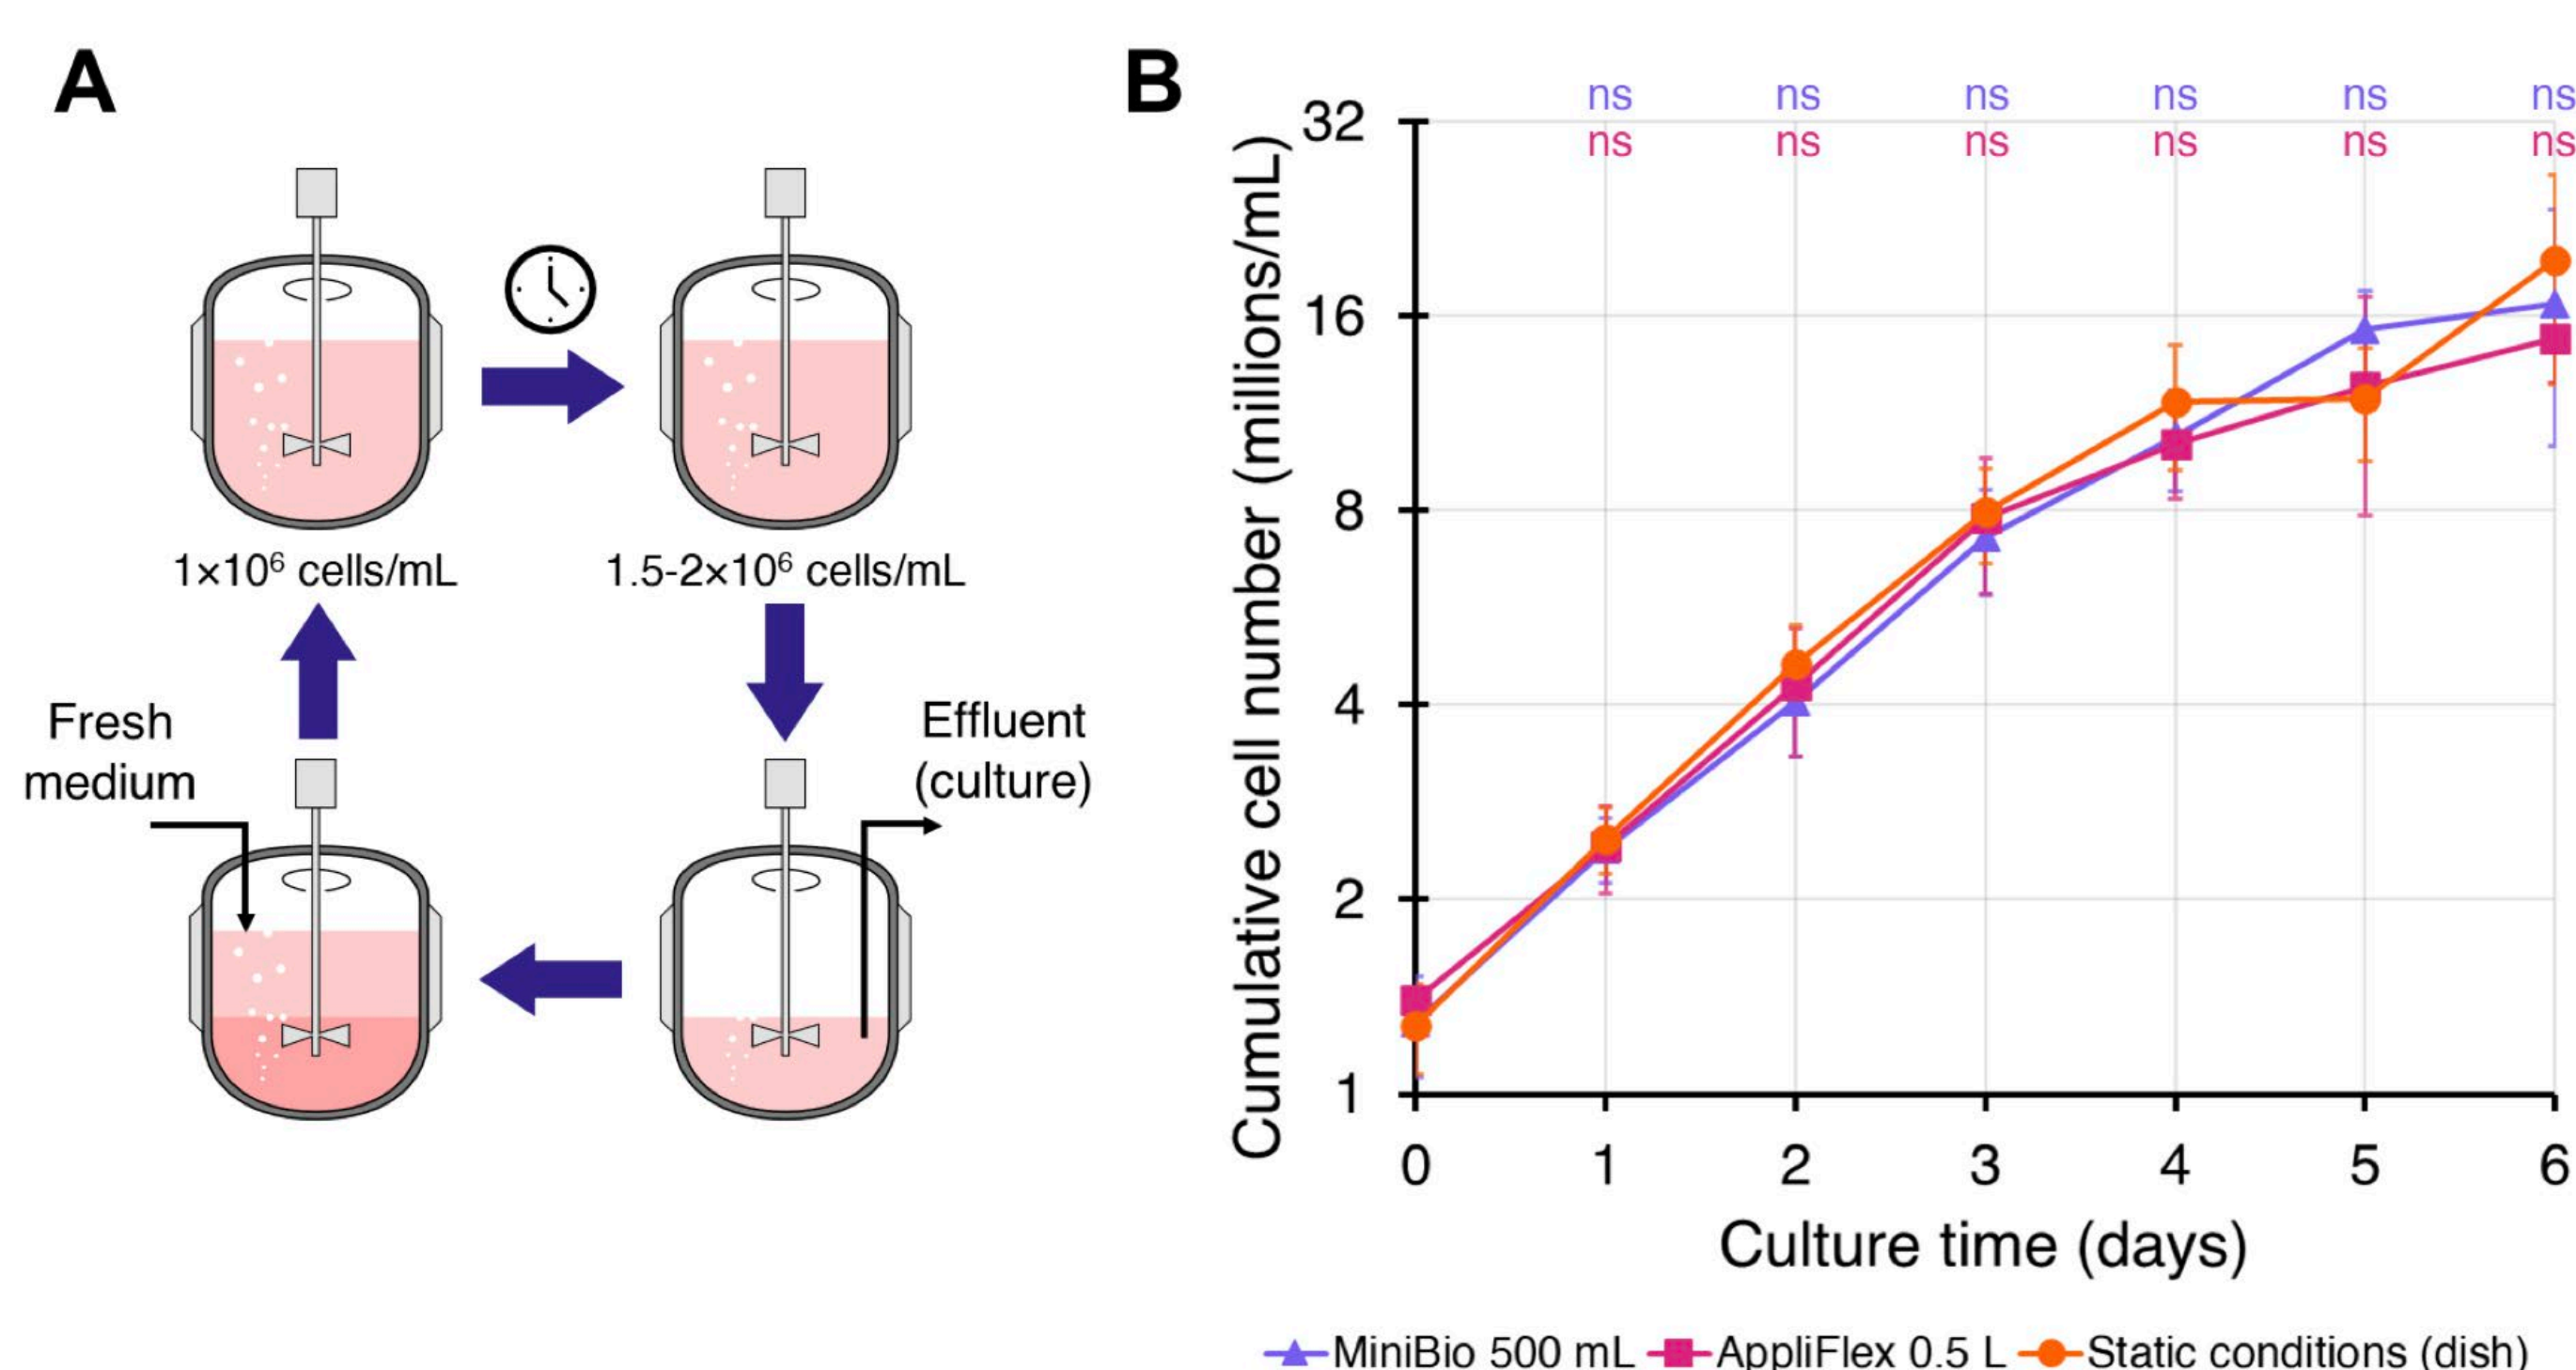 A
1×10⁶ cells/mL
1.5-2×10⁶ cells/mL
Fresh
medium
Effluent
(culture)
B
Cumulative cell number (millions/mL)
32
16
8
4
2
1
ns ns ns ns ns ns
ns ns ns ns ns ns
0 1 2 3 4 5 6
Culture time (days)
MiniBio 500 mL AppliFlex 0.5 L Static conditions (dish)